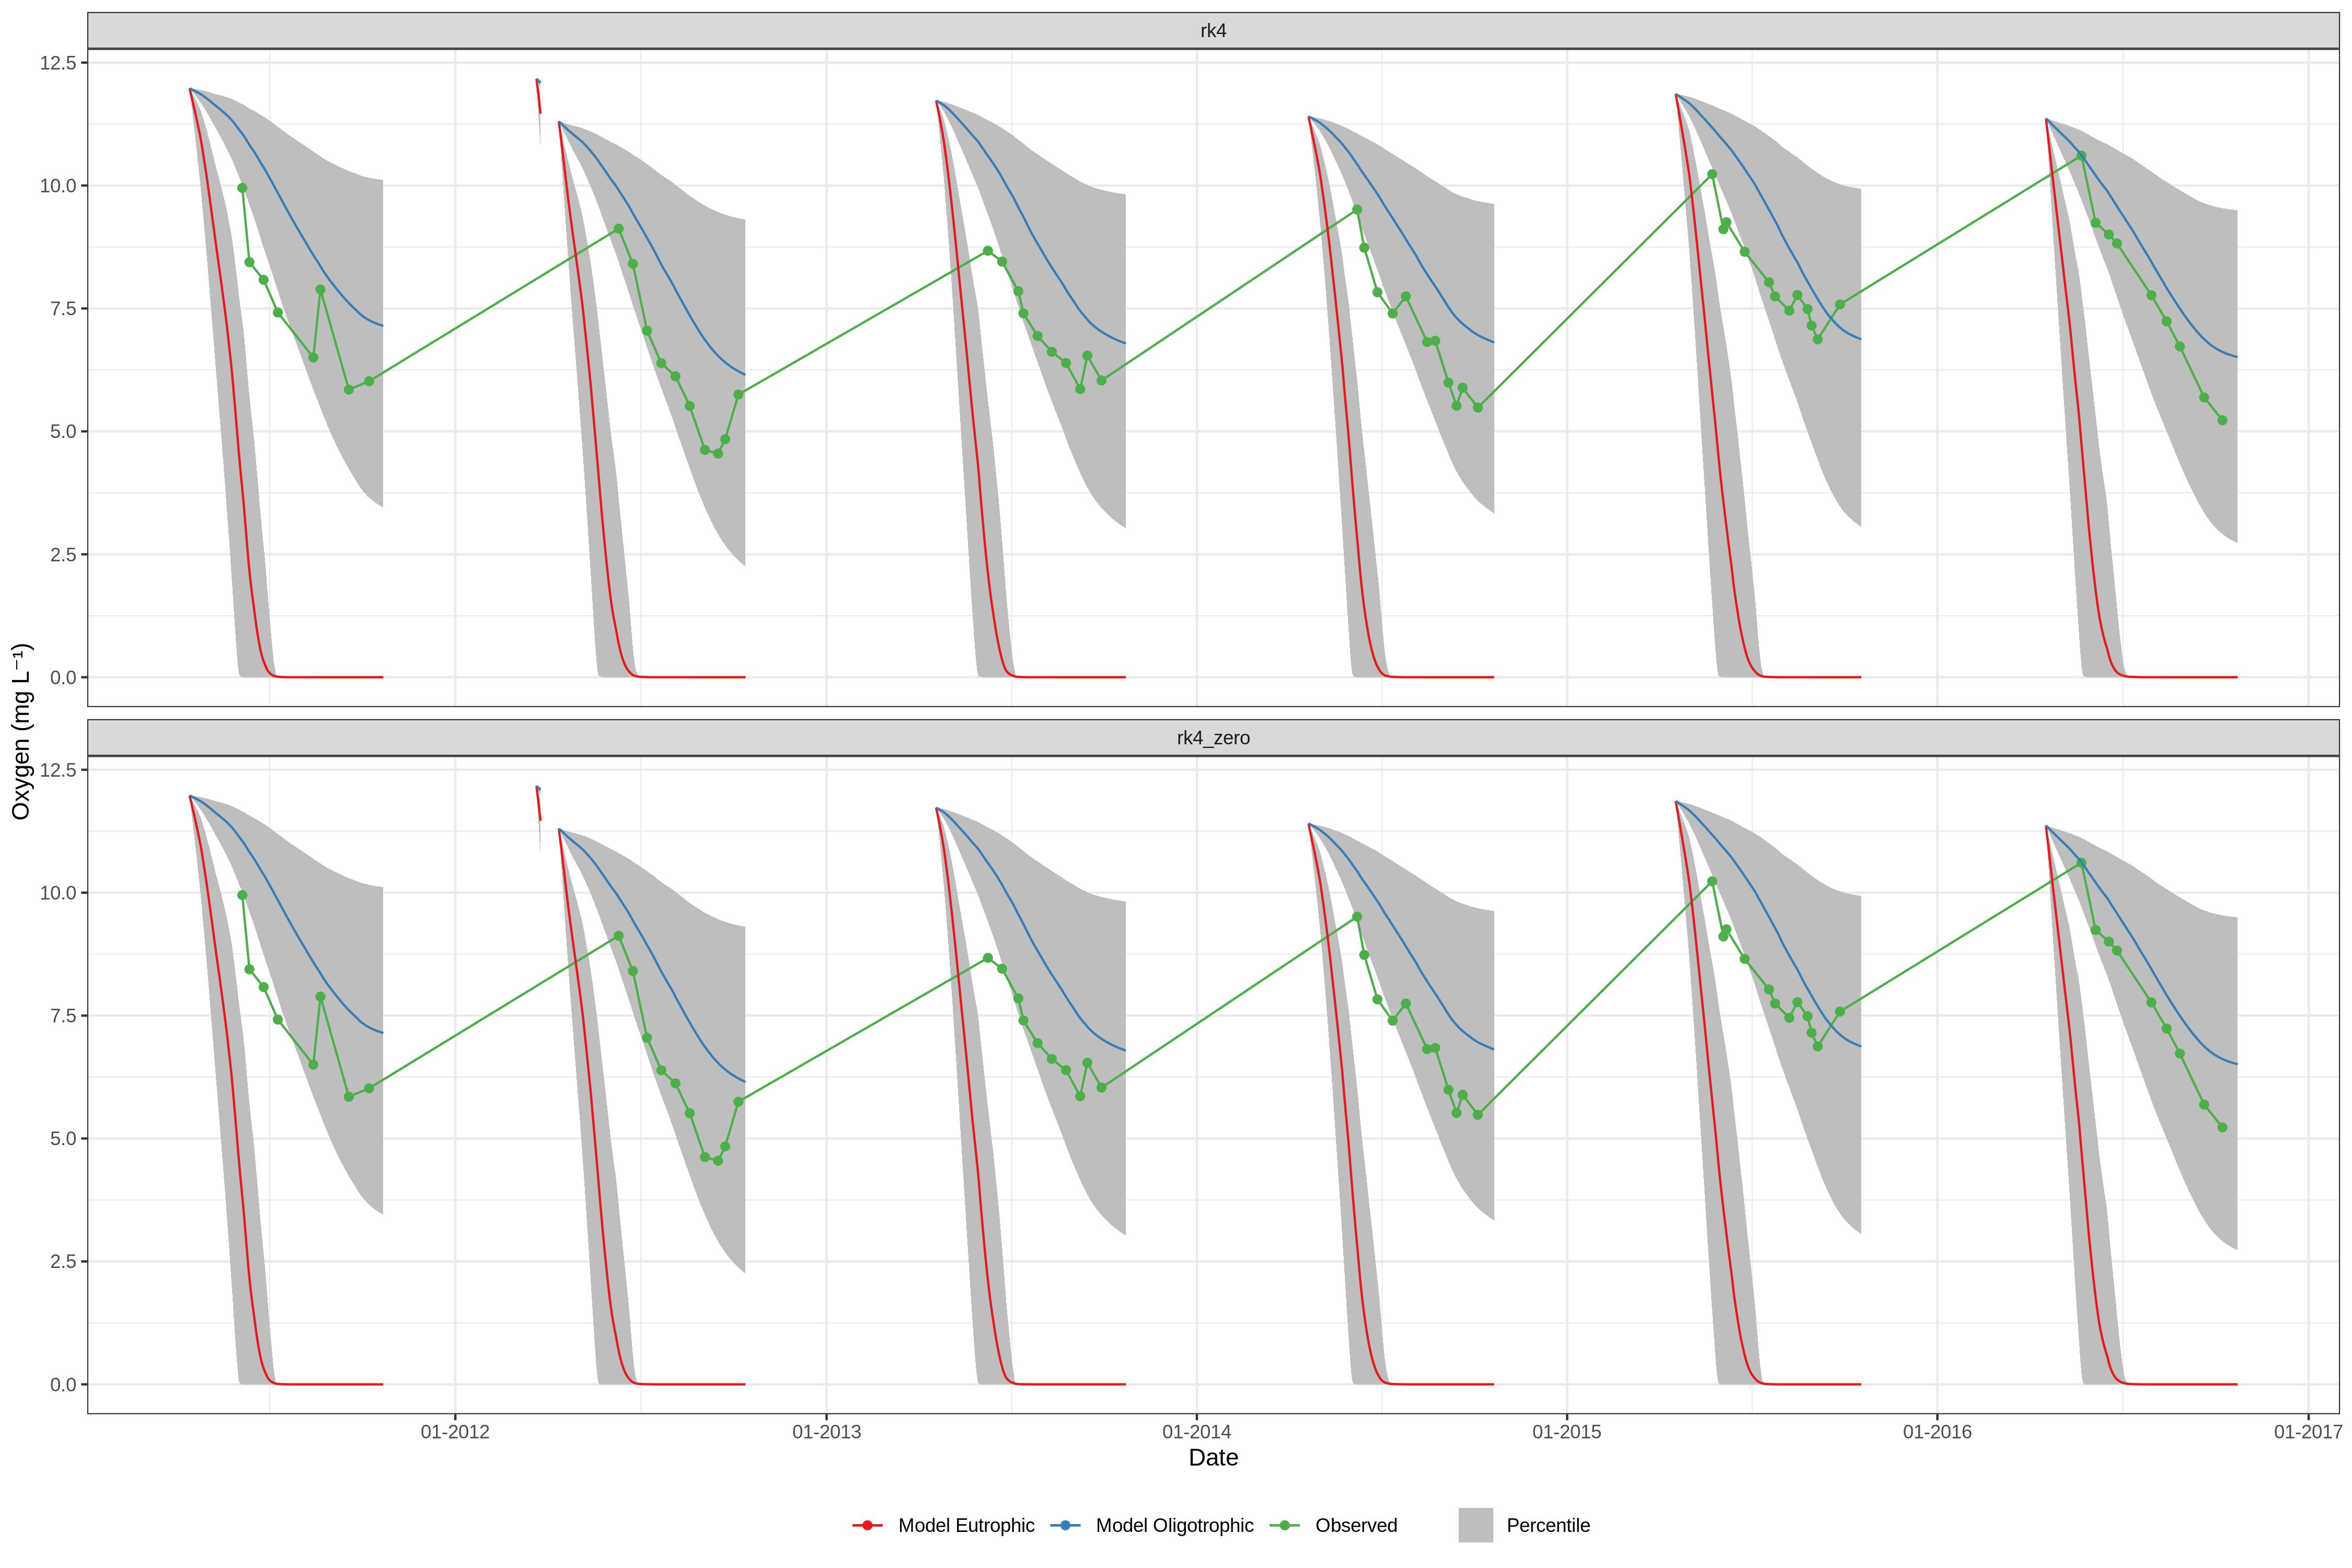 rk4
12.5
10.0
7.5
5.0
2.5
0.0
Oxygen (mg L⁻¹)
rk4_zero
12.5
10.0
7.5
5.0
2.5
0.0
01-2012 01-2013 01-2014 01-2015 01-2016 01-2017
Date
Model Eutrophic Model Oligotrophic Observed Percentile